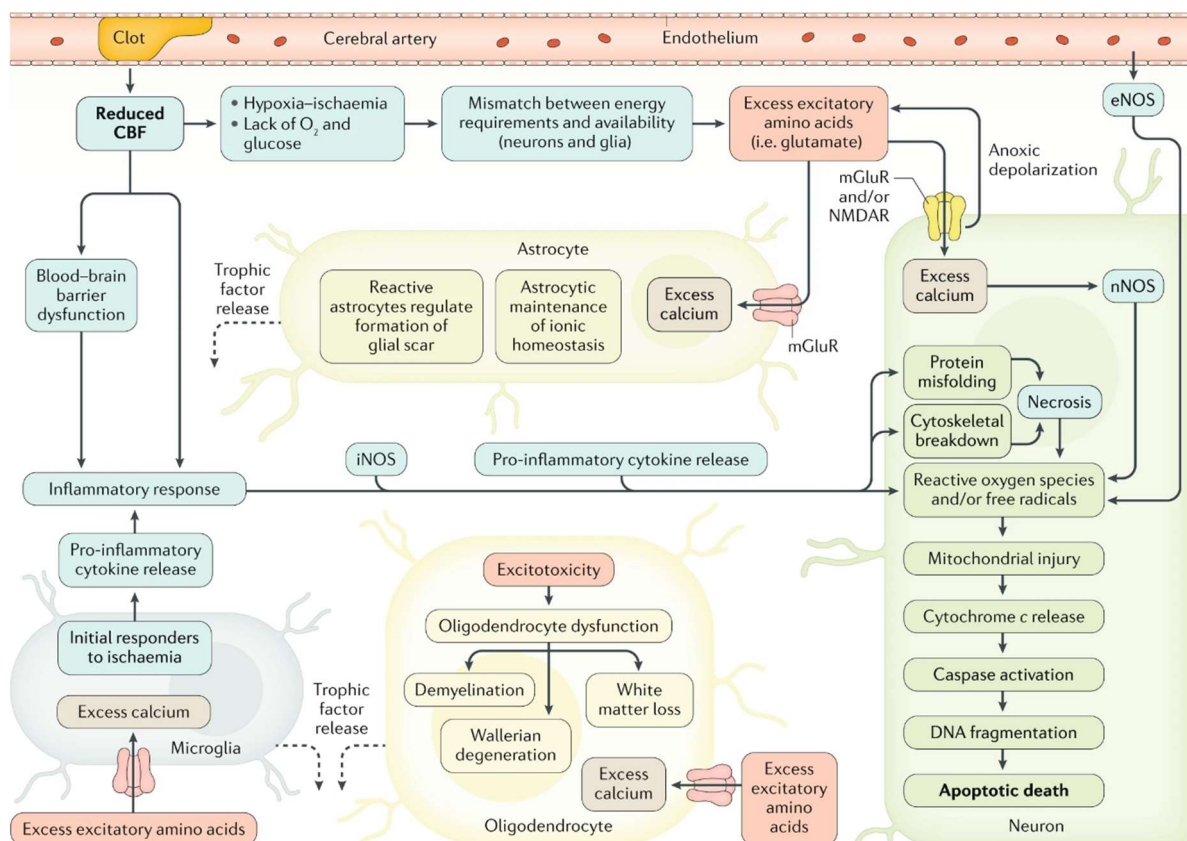 Clot
Cerebral artery
Endothelium
Reduced
CBF
• Hypoxia–ischaemia
• Lack of O₂ and
glucose
Mismatch between energy
requirements and availability
(neurons and glia)
Excess excitatory
amino acids
(i.e. glutamate)
eNOS
Anoxic
depolarization
mGluR
and/or
NMDAR
Astrocyte
Blood–brain
barrier
dysfunction
Trophic
factor
release
Reactive
astrocytes regulate
formation of
glial scar
Astrocytic
maintenance
of ionic
homeostasis
Excess
calcium
mGluR
Excess
calcium
nNOS
Protein
misfolding
Necrosis
Cytoskeletal
breakdown
Inflammatory response
iNOS
Pro-inflammatory cytokine release
Reactive oxygen species
and/or free radicals
Pro-inflammatory
cytokine release
Initial responders
to ischaemia
Excess calcium
Microglia
Excess excitatory amino acids
Trophic
factor
release
Excitotoxicity
Oligodendrocyte dysfunction
Demyelination
White
matter loss
Wallerian
degeneration
Excess
calcium
Excess
excitatory
amino
acids
Oligodendrocyte
Mitochondrial injury
Cytochrome c release
Caspase activation
DNA fragmentation
Apoptotic death
Neuron